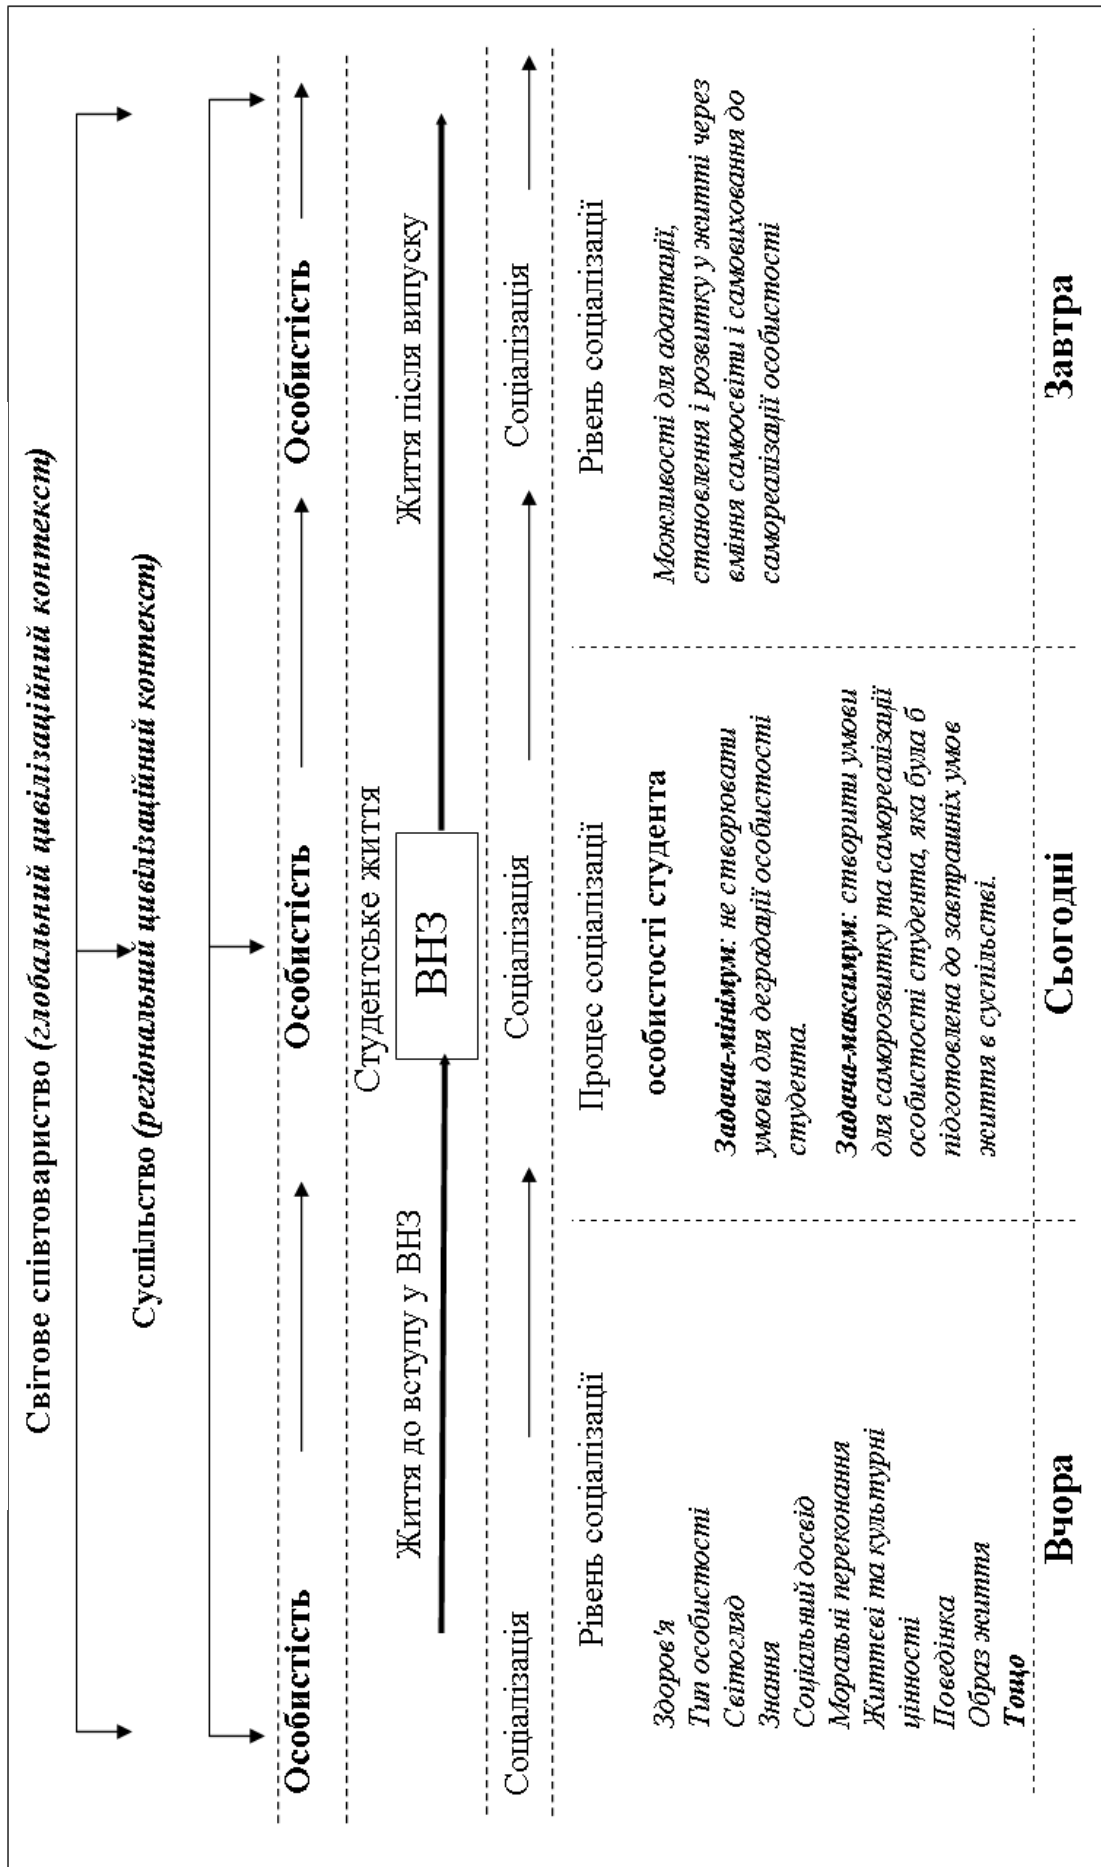 Світове співтовариство (глобальний цивілізаційний контекст)
Суспільство (регіональний цивілізаційний контекст)
Особистість
Особистість
Особистість
Життя до вступу у ВНЗ
Студентське життя
ВНЗ
Життя після випуску
Соціалізація
Соціалізація
Соціалізація
Рівень соціалізації
Здоров'я
Тип особистості
Світогляд
Знання
Соціальний досвід
Моральні переконання
Життєві та культурні
цінності
Поведінка
Образ життя
Тощо
Процес соціалізації
особистості студента
Задача-мінімум: не створювати
умови для деградації особистості
студента.
Задача-максимум: створити умови
для саморозвитку та самореалізації
особистості студента, яка була б
підготовлена до завтрашніх умов
життя в суспільстві.
Рівень соціалізації
Можливості для адаптації,
становлення і розвитку у житті через
вміння самоосвіти і самовиховання до
самореалізації особистості
Вчора
Сьогодні
Завтра